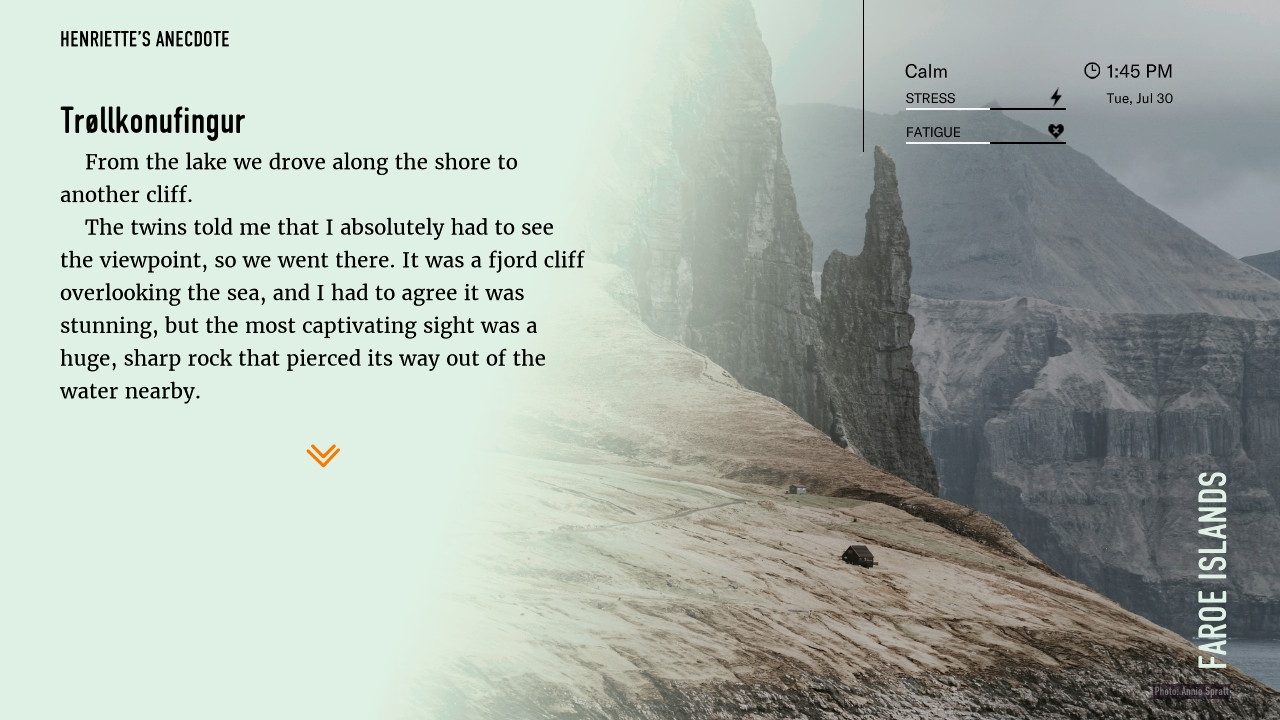 HENRIETTE'S ANECDOTE
Trøllkonufingur
From the lake we drove along the shore to
another cliff.
The twins told me that I absolutely had to see
the viewpoint, so we went there. It was a fjord cliff
overlooking the sea, and I had to agree it was
stunning, but the most captivating sight was a
huge, sharp rock that pierced its way out of the
water nearby.
Calm
1:45 PM
STRESS
Tue, Jul 30
FATIGUE
FAROE ISLANDS
Photo: Annie Spratt